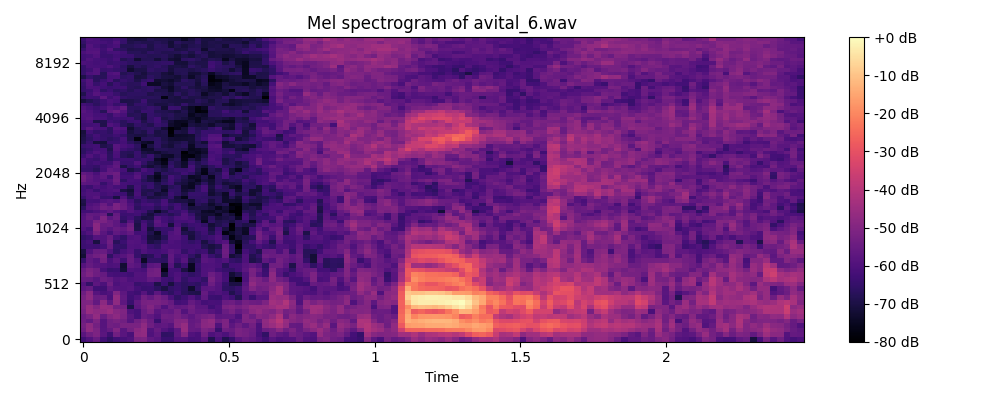 Mel spectrogram of avital_6.wav
Hz
8192
4096
2048
1024
512
0
0 0.5 1 1.5 2
Time
+0 dB
-10 dB
-20 dB
-30 dB
-40 dB
-50 dB
-60 dB
-70 dB
-80 dB